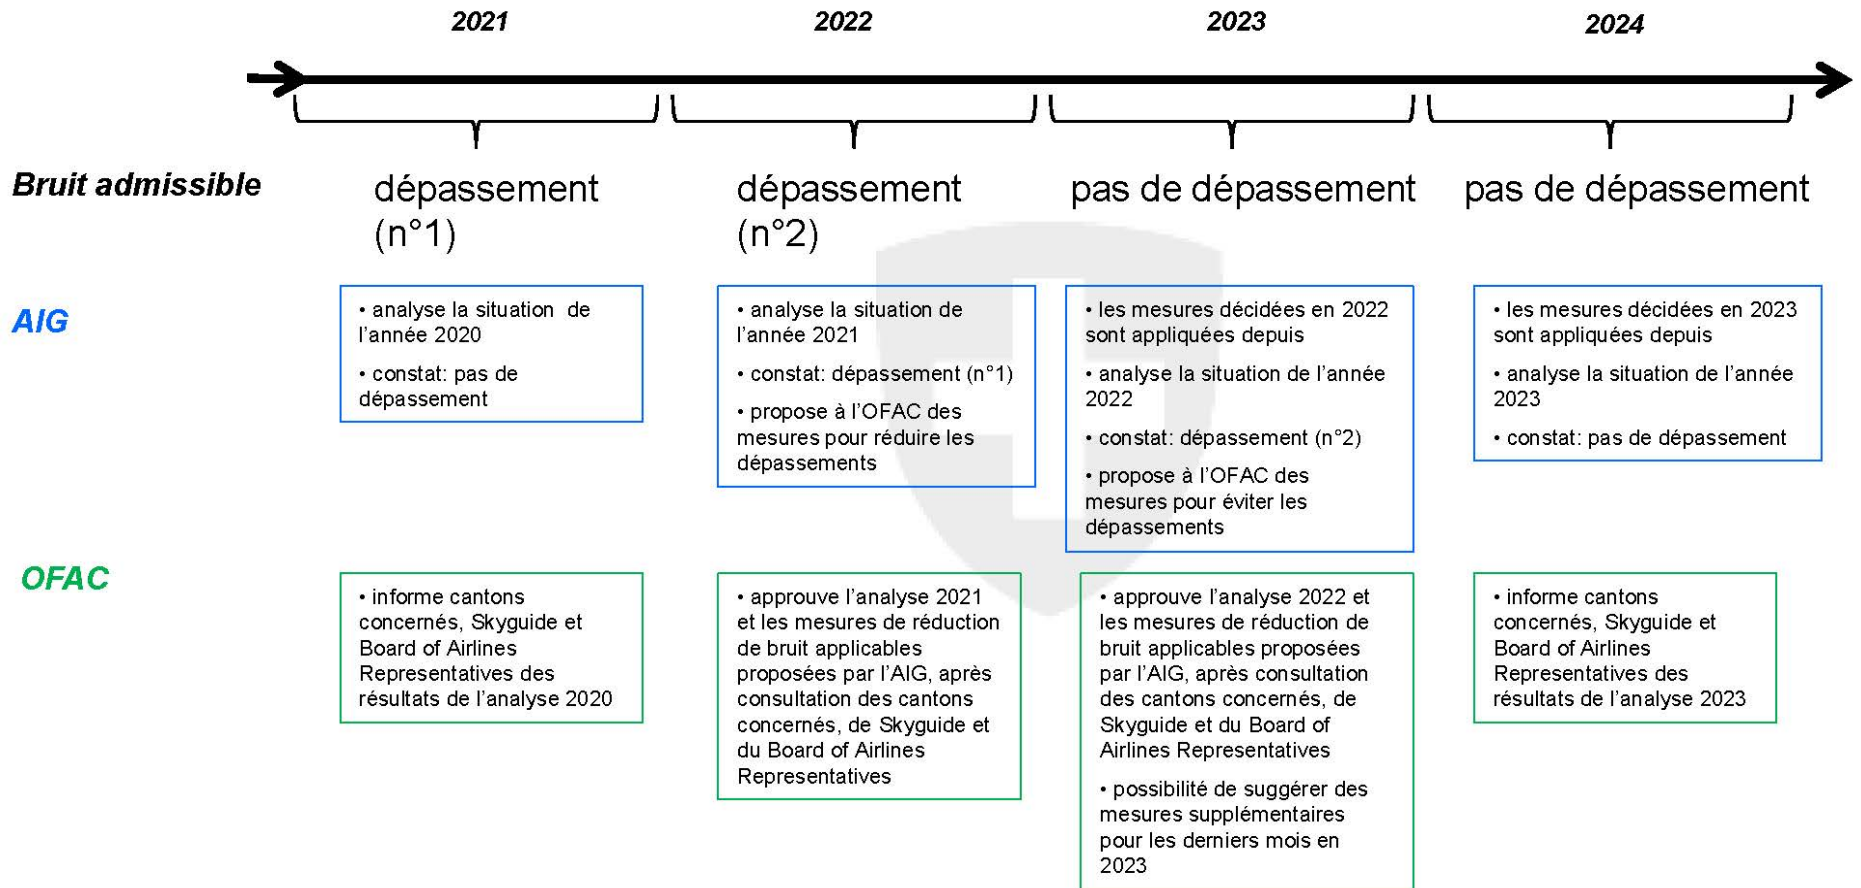 2021 2022 2023 2024
Bruit admissible
dépassement
(n°1)
dépassement
(n°2)
pas de dépassement
pas de dépassement
AIG
• analyse la situation de
l'année 2020
• constat: pas de
dépassement
• analyse la situation de
l'année 2021
• constat: dépassement (n°1)
• propose à l'OFAC des
mesures pour réduire les
dépassements
• les mesures décidées en 2022
sont appliquées depuis
• analyse la situation de l'année
2022
• constat: dépassement (n°2)
• propose à l'OFAC des
mesures pour éviter les
dépassements
• les mesures décidées en 2023
sont appliquées depuis
• analyse la situation de l'année
2023
• constat: pas de dépassement
OFAC
• informe cantons
concernés, Skyguide et
Board of Airlines
Representatives des
résultats de l'analyse 2020
• approuve l'analyse 2021
et les mesures de réduction
de bruit applicables
proposées par l'AIG, après
consultation des cantons
concernés, de Skyguide et
du Board of Airlines
Representatives
• approuve l'analyse 2022 et
les mesures de réduction de
bruit applicables proposées
par l'AIG, après consultation
des cantons concernés, de
Skyguide et du Board of
Airlines Representatives
• possibilité de suggérer des
mesures supplémentaires
pour les derniers mois en
2023
• informe cantons
concernés, Skyguide et
Board of Airlines
Representatives des
résultats de l'analyse 2023